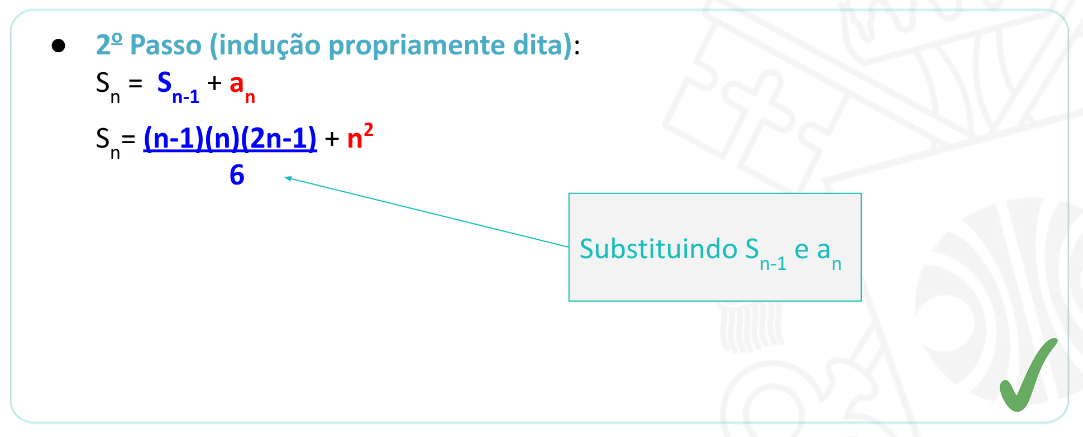 ● 2º Passo (indução propriamente dita):
Sₙ = Sₙ₋₁ + aₙ
Sₙ= (n-1)(n)(2n-1) + n²
6
Substituindo Sₙ₋₁ e aₙ